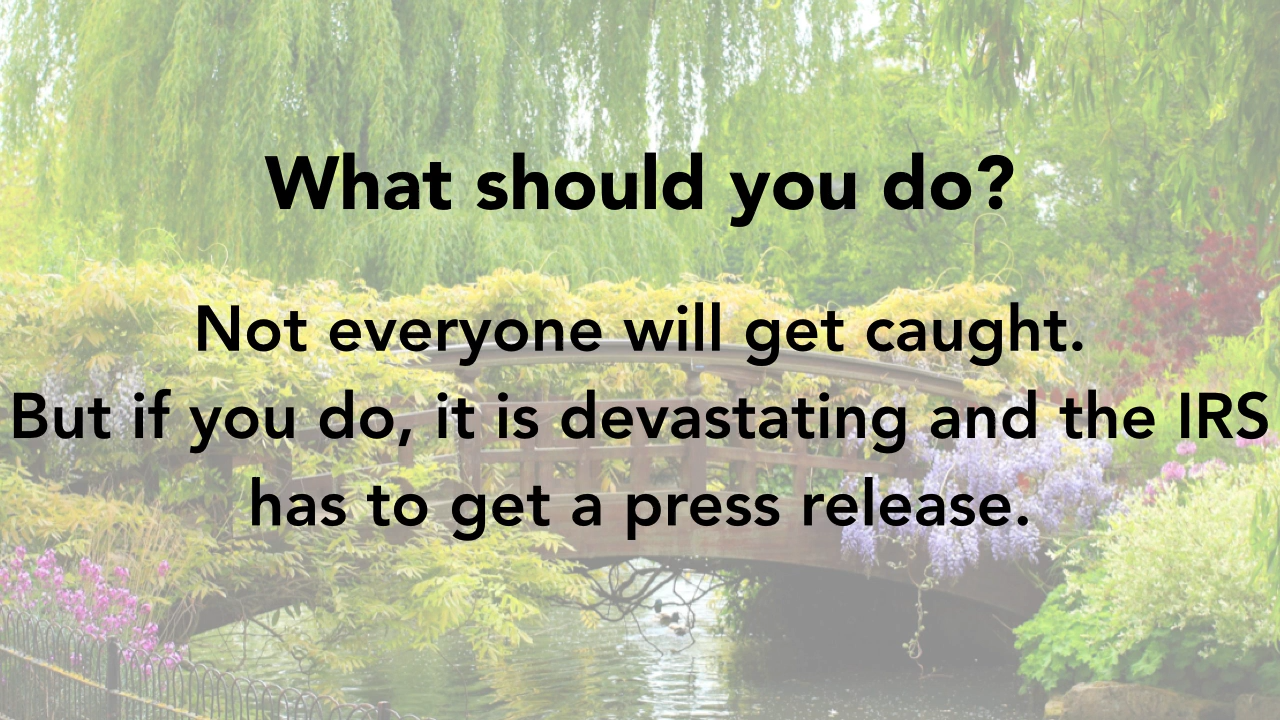 What should you do?
Not everyone will get caught.
But if you do, it is devastating and the IRS
has to get a press release.